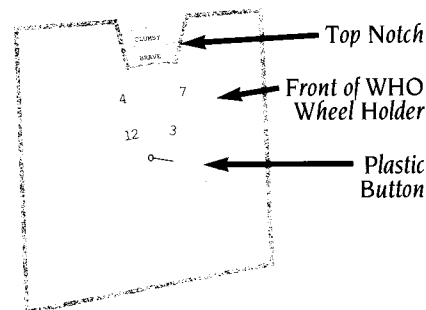 CLUMSY
BRAVE
Top Notch
4 7
Front of WHO
Wheel Holder
12 3
Plastic
Button